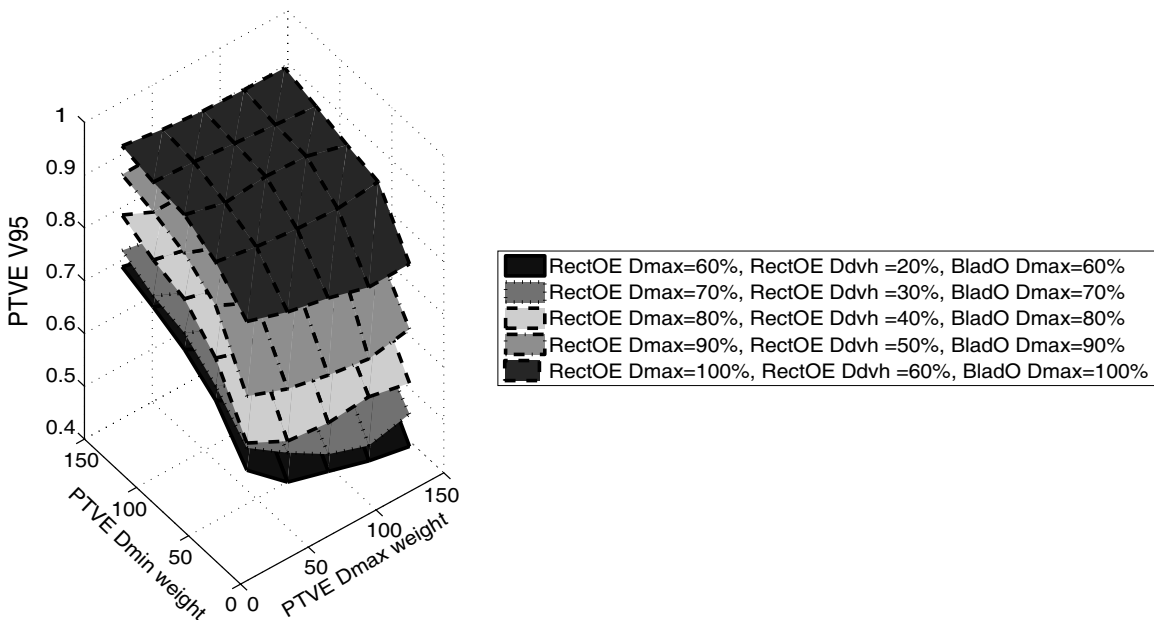 1
0.9
0.8
0.7
0.6
0.5
0.4
PTVE V95
150
100
50
0
PTVE Dmin weight
0
50
100
150
PTVE Dmax weight
RectOE Dmax=60%, RectOE Ddvh =20%, BladO Dmax=60%
RectOE Dmax=70%, RectOE Ddvh =30%, BladO Dmax=70%
RectOE Dmax=80%, RectOE Ddvh =40%, BladO Dmax=80%
RectOE Dmax=90%, RectOE Ddvh =50%, BladO Dmax=90%
RectOE Dmax=100%, RectOE Ddvh =60%, BladO Dmax=100%